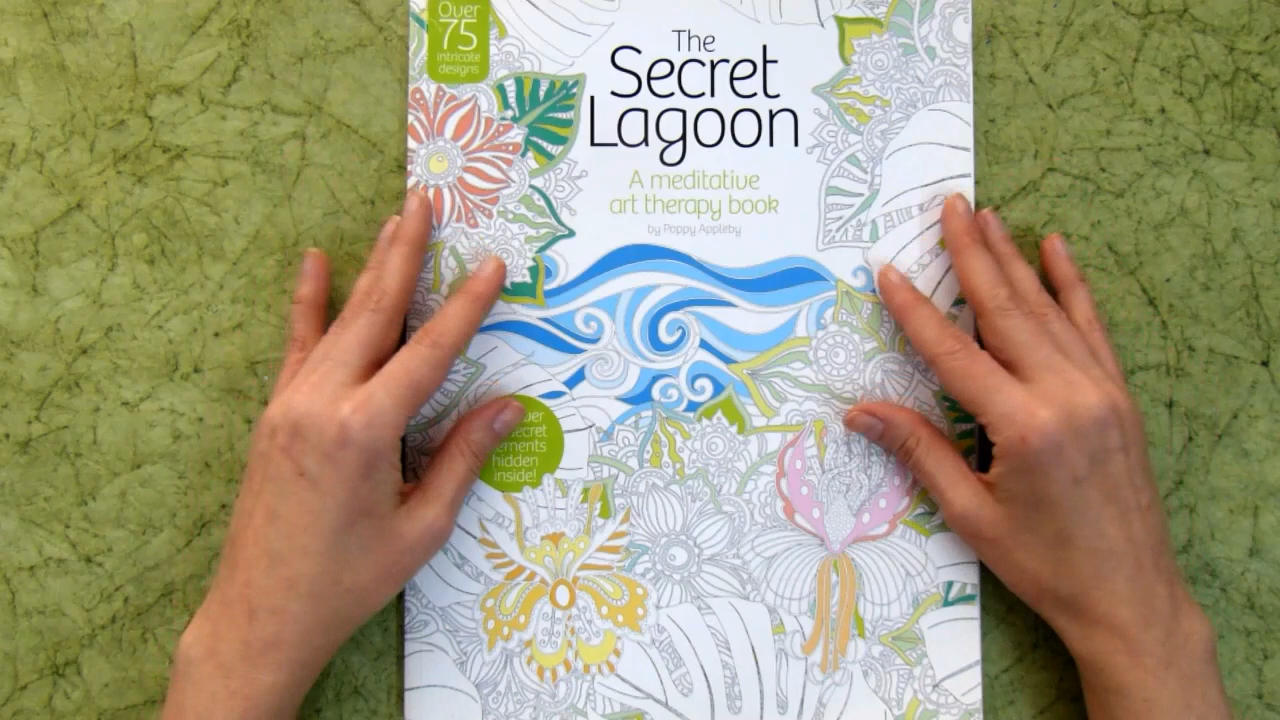 Over
75
intricate
designs
The
Secret
Lagoon
A meditative
art therapy book
by Poppy Appleby
secret
hidden
inside!